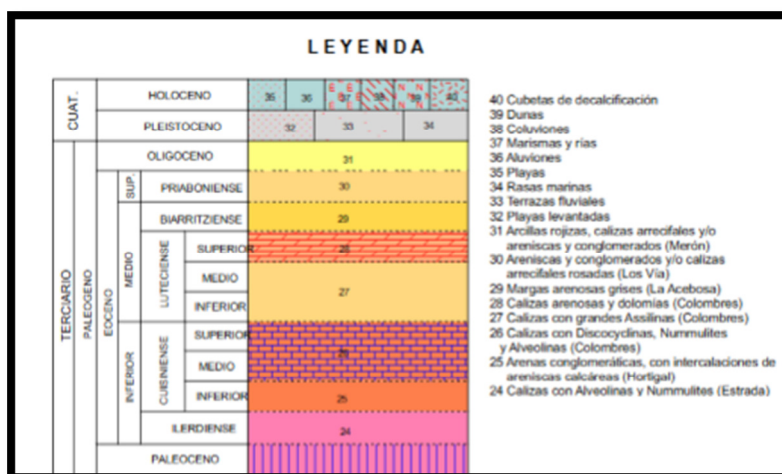 LEYENDA
CUAT.
HOLOCENO
35
36
37
38
39
40
PLEISTOCENO
32
33
34
TERCIARIO
PALEOGENO
OLIGOCENO
31
EOCENO
SUP.
PRIABONIENSE
30
MEDIO
BIARRITZIENSE
29
LUTECIENSE
SUPERIOR
28
MEDIO
27
INFERIOR
INFERIOR
CUISINIENSE
SUPERIOR
26
MEDIO
INFERIOR
25
ILERDIENSE
24
PALEOCENO
40 Cubetas de decalcificación
39 Dunas
38 Coluviones
37 Marismas y rías
36 Aluviones
35 Playas
34 Rasas marinas
33 Terrazas fluviales
32 Playas levantadas
31 Arcillas rojizas, calizas arrecifales y/o
areniscas y conglomerados (Merón)
30 Areniscas y conglomerados y/o calizas
arrecifales rosadas (Los Vía)
29 Margas arenosas grises (La Acebosa)
28 Calizas arenosas y dolomías (Colombres)
27 Calizas con grandes Assilinas (Colombres)
26 Calizas con Discocyclinas, Nummulites
y Alveolinas (Colombres)
25 Arenas conglomeráticas, con intercalaciones de
areniscas calcáreas (Hortigal)
24 Calizas con Alveolinas y Nummulites (Estrada)